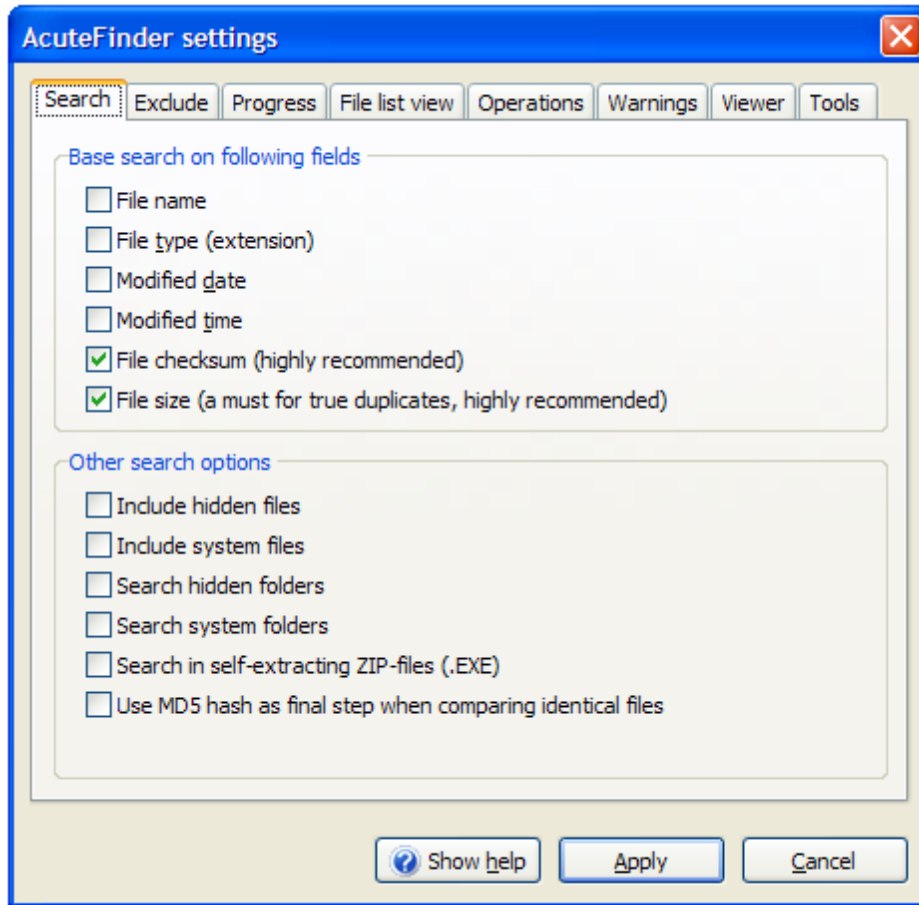 AcuteFinder settings
Search Exclude Progress File list view Operations Warnings Viewer Tools
Base search on following fields
File name
File type (extension)
Modified date
Modified time
File checksum (highly recommended)
File size (a must for true duplicates, highly recommended)
Other search options
Include hidden files
Include system files
Search hidden folders
Search system folders
Search in self-extracting ZIP-files (.EXE)
Use MD5 hash as final step when comparing identical files
Show help Apply Cancel